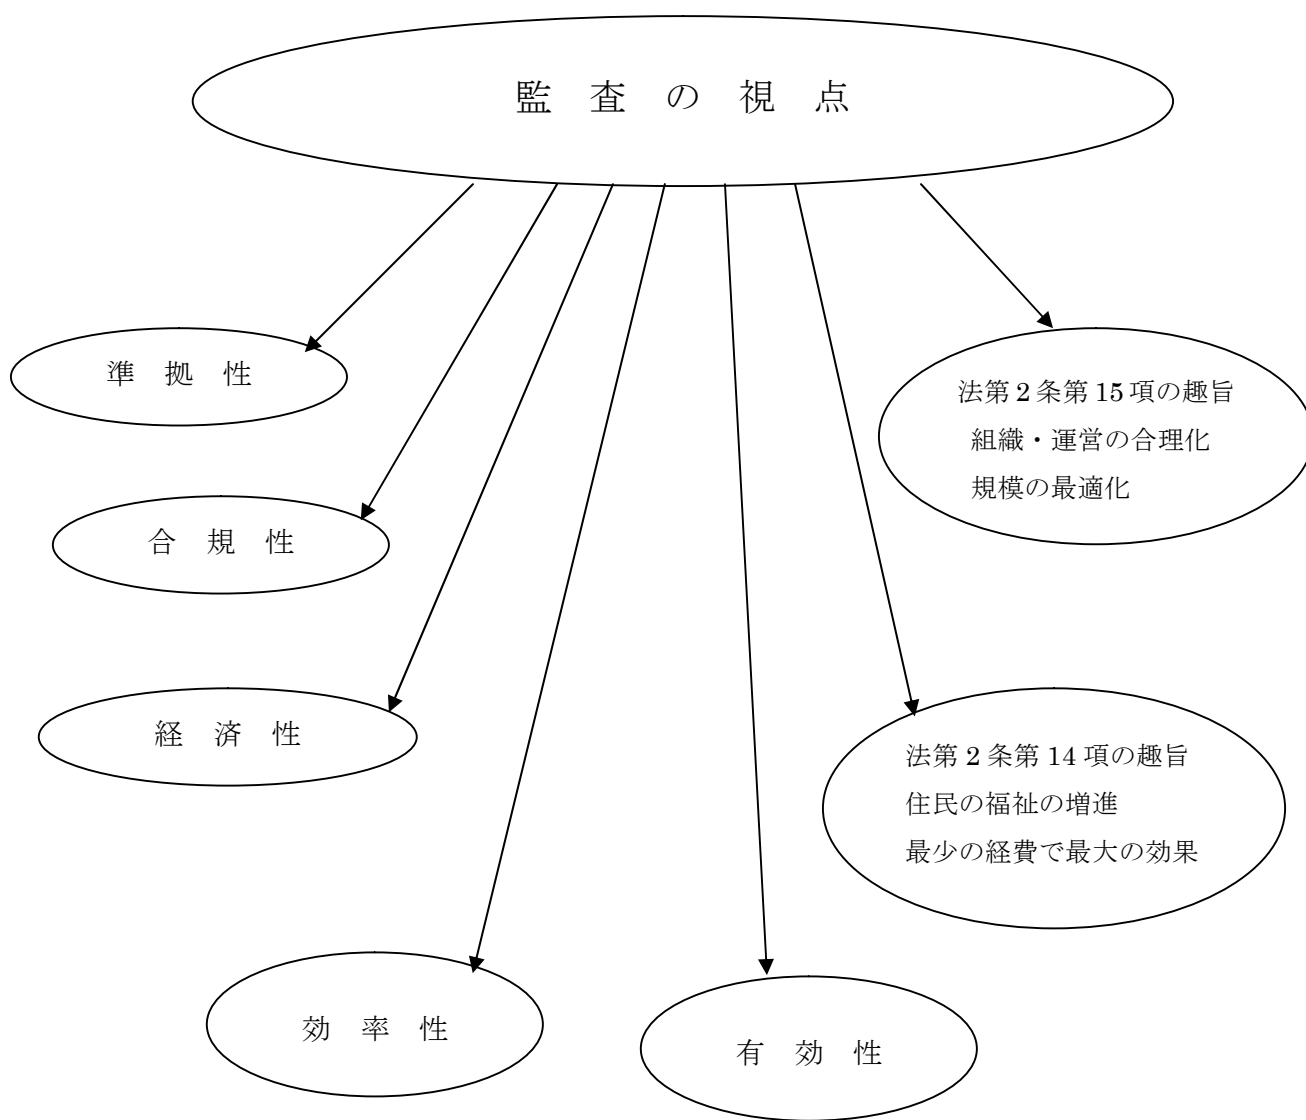 監査の視点
準拠性
法第2条第15項の趣旨
組織・運営の合理化
規模の最適化
合規性
経済性
法第2条第14項の趣旨
住民の福祉の増進
最少の経費で最大の効果
効率性
有効性